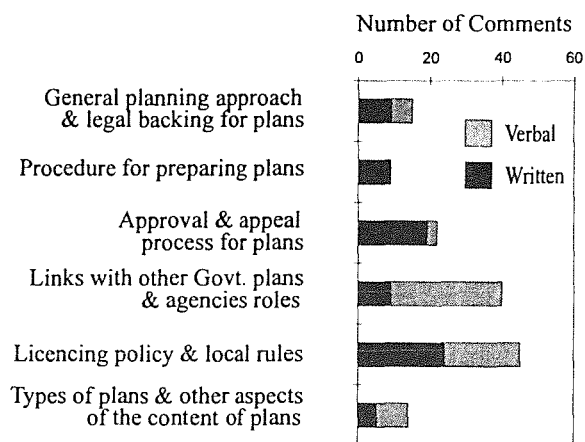 Number of Comments
0 20 40 60
General planning approach
& legal backing for plans
Verbal
Procedure for preparing plans
Written
Approval & appeal
process for plans
Links with other Govt. plans
& agencies roles
Licencing policy & local rules
Types of plans & other aspects
of the content of plans